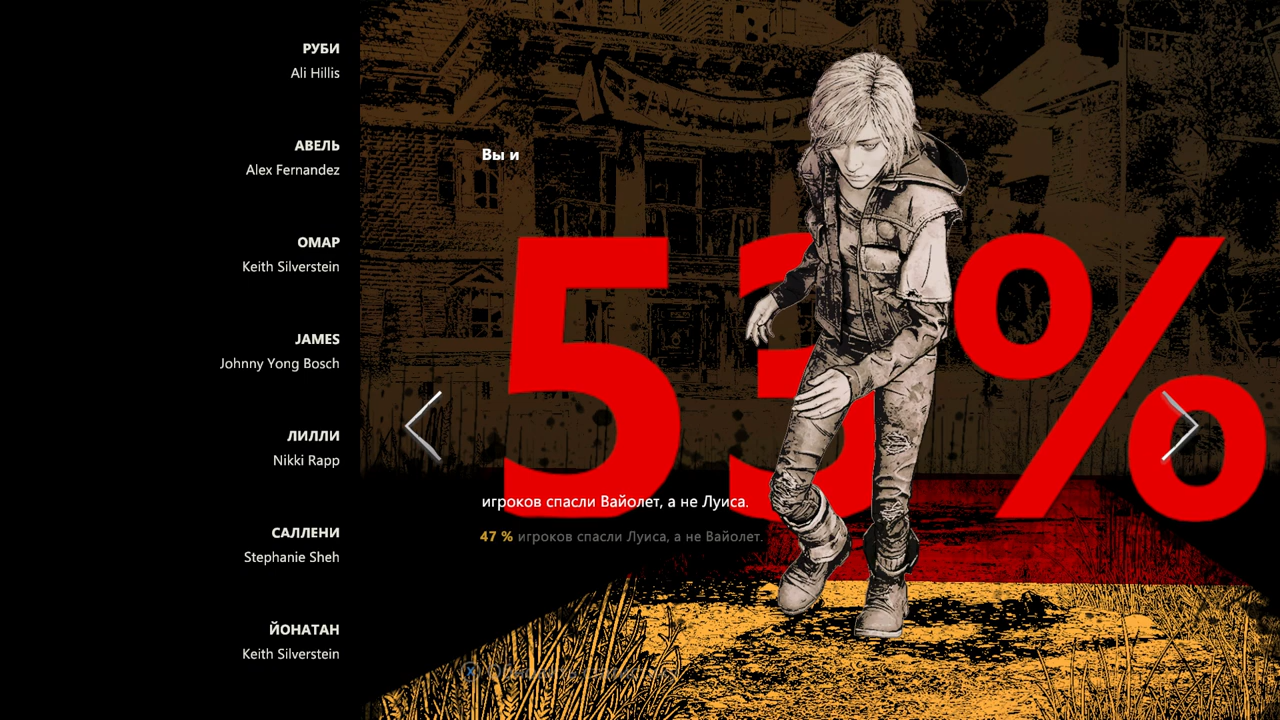 РУБИ
Ali Hillis
АВЕЛЬ
Alex Fernandez
ОМАР
Keith Silverstein
JAMES
Johnny Yong Bosch
ЛИЛЛИ
Nikki Rapp
САЛЛЕНИ
Stephanie Sheh
ЙОНАТАН
Keith Silverstein
Вы и
53%
игроков спасли Вайолет, а не Луиса.
47 % игроков спасли Луиса, а не Вайолет.